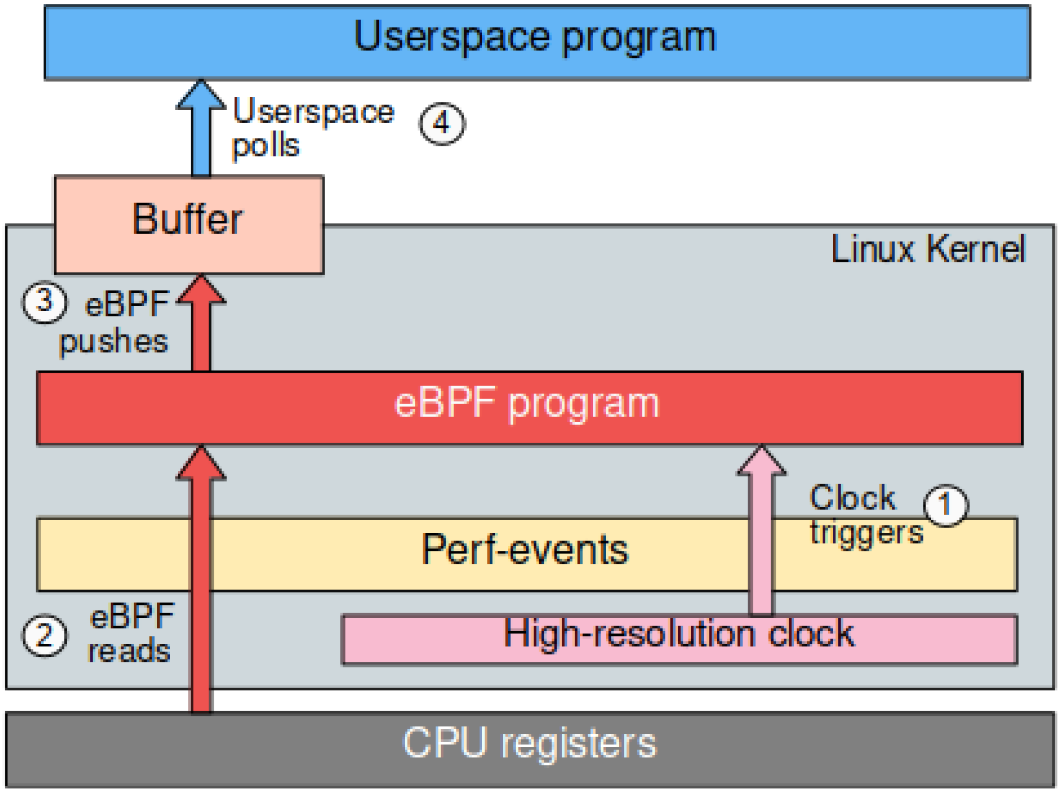 Userspace program
Userspace
polls
4
Buffer
Linux Kernel
3
eBPF
pushes
eBPF program
Clock
triggers
1
Perf-events
2
eBPF
reads
High-resolution clock
CPU registers